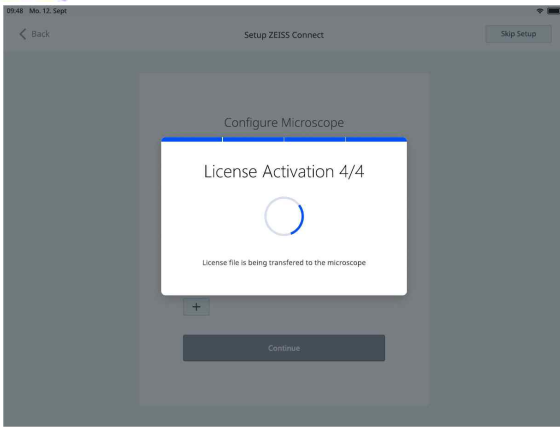 09:48 Mo. 12. Sept
Back
Setup ZEISS Connect
Skip Setup
Configure Microscope
License Activation 4/4
License file is being transfered to the microscope
+
Continue